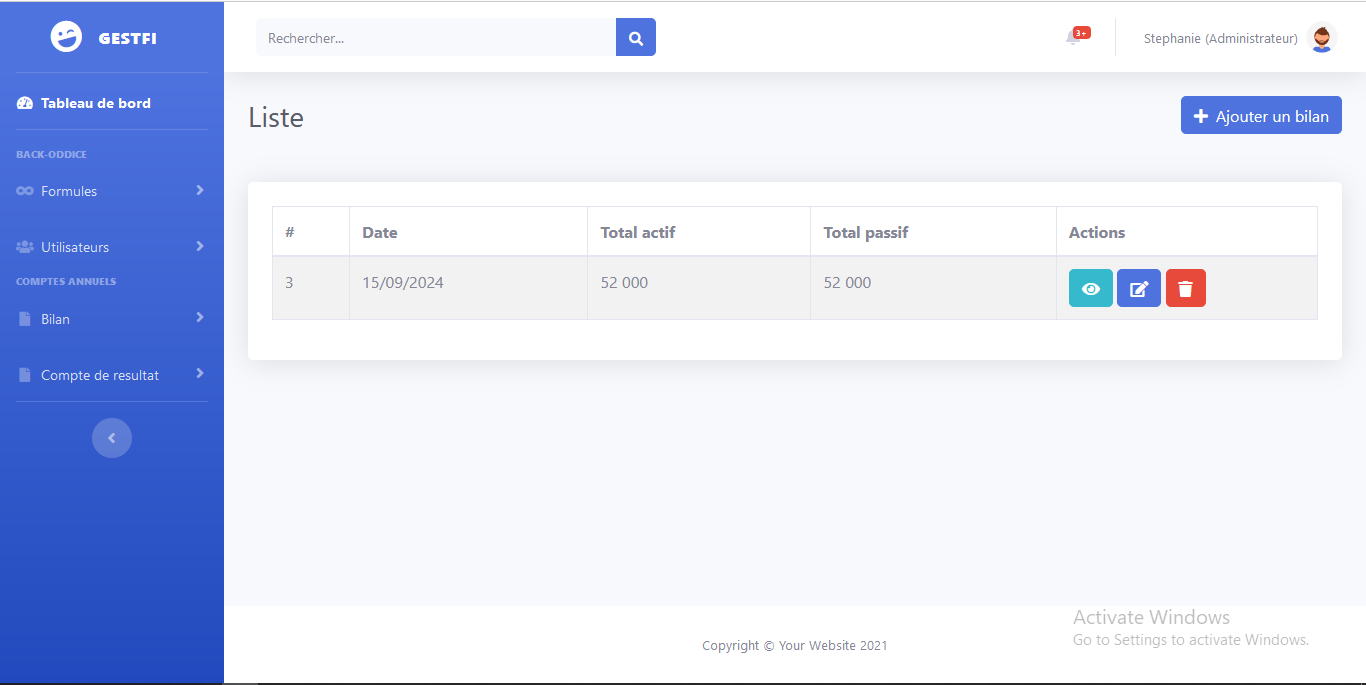 GESTFI
Rechercher...
3+
Stephanie (Administrateur)
Tableau de bord
BACK-ODDICE
Formules
Utilisateurs
COMPTES ANNUELS
Bilan
Compte de resultat
Liste
Ajouter un bilan
# Date Total actif Total passif Actions
3 15/09/2024 52 000 52 000
Copyright © Your Website 2021
Activate Windows
Go to Settings to activate Windows.